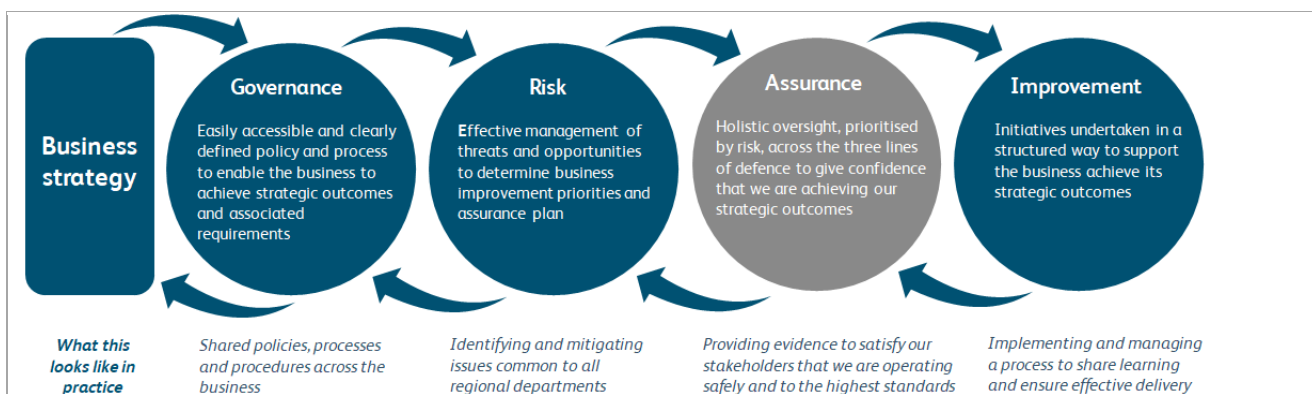 Business
strategy
Governance
Easily accessible and clearly
defined policy and process
to enable the business to
achieve strategic outcomes
and associated
requirements
Risk
Effective management of
threats and opportunities
to determine business
improvement priorities and
assurance plan
Assurance
Holistic oversight, prioritised
by risk, across the three lines
of defence to give confidence
that we are achieving our
strategic outcomes
Improvement
Initiatives undertaken in a
structured way to support
the business achieve its
strategic outcomes
What this
looks like in
practice
Shared policies, processes
and procedures across the
business
Identifying and mitigating
issues common to all
regional departments
Providing evidence to satisfy our
stakeholders that we are operating
safely and to the highest standards
Implementing and managing
a process to share learning
and ensure effective delivery